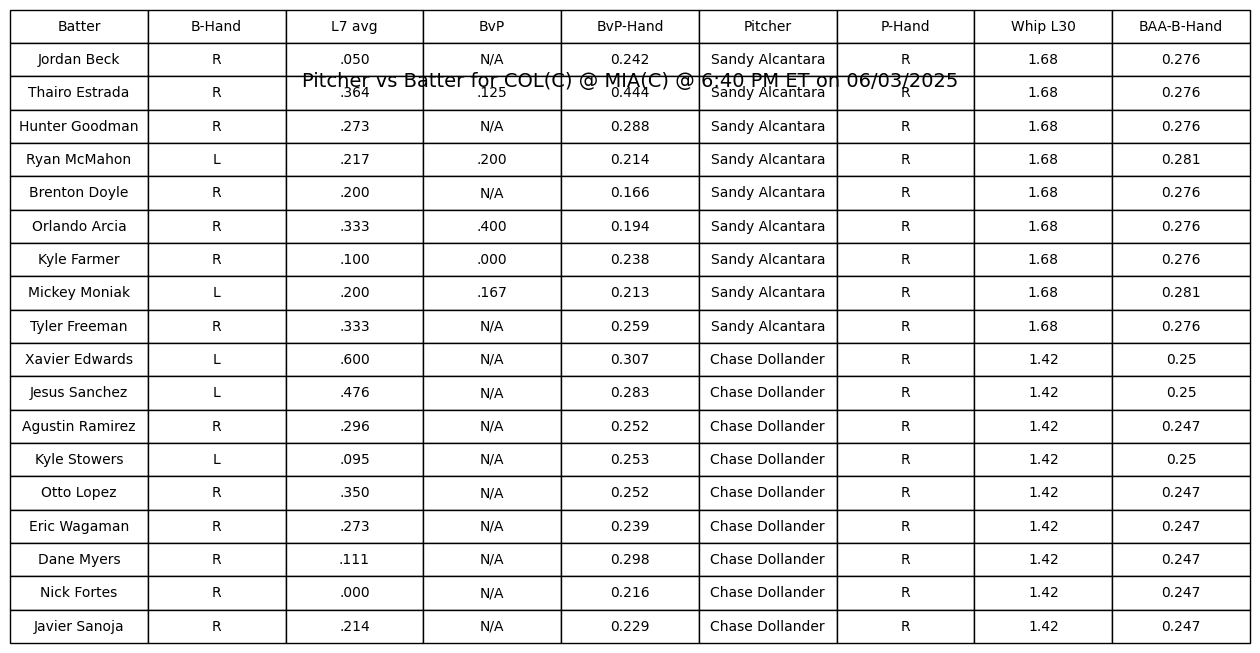 Batter B-Hand L7 avg BvP BvP-Hand Pitcher P-Hand Whip L30 BAA-B-Hand
Jordan Beck R .050 N/A 0.242 Sandy Alcantara R 1.68 0.276
Pitcher vs Batter for COL(C) @ MIA(C) @ 6:40 PM ET on 06/03/2025
Thairo Estrada R .364 .125 0.444 Sandy Alcantara R 1.68 0.276
Hunter Goodman R .273 N/A 0.288 Sandy Alcantara R 1.68 0.276
Ryan McMahon L .217 .200 0.214 Sandy Alcantara R 1.68 0.281
Brenton Doyle R .200 N/A 0.166 Sandy Alcantara R 1.68 0.276
Orlando Arcia R .333 .400 0.194 Sandy Alcantara R 1.68 0.276
Kyle Farmer R .100 .000 0.238 Sandy Alcantara R 1.68 0.276
Mickey Moniak L .200 .167 0.213 Sandy Alcantara R 1.68 0.281
Tyler Freeman R .333 N/A 0.259 Sandy Alcantara R 1.68 0.276
Xavier Edwards L .600 N/A 0.307 Chase Dollander R 1.42 0.25
Jesus Sanchez L .476 N/A 0.283 Chase Dollander R 1.42 0.25
Agustin Ramirez R .296 N/A 0.252 Chase Dollander R 1.42 0.247
Kyle Stowers L .095 N/A 0.253 Chase Dollander R 1.42 0.25
Otto Lopez R .350 N/A 0.252 Chase Dollander R 1.42 0.247
Eric Wagaman R .273 N/A 0.239 Chase Dollander R 1.42 0.247
Dane Myers R .111 N/A 0.298 Chase Dollander R 1.42 0.247
Nick Fortes R .000 N/A 0.216 Chase Dollander R 1.42 0.247
Javier Sanoja R .214 N/A 0.229 Chase Dollander R 1.42 0.247